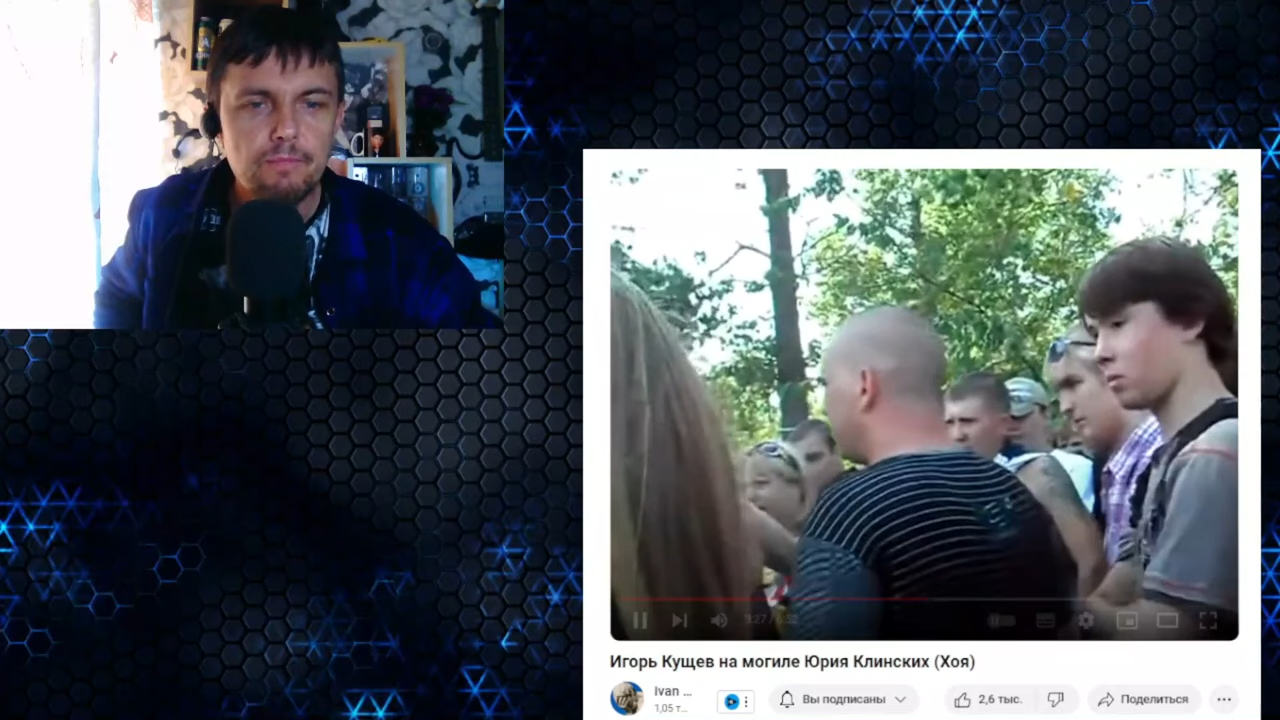 Игорь Кущев на могиле Юрия Клинских (Хоя)
Ivan ...
1,05 т...
Вы подписаны
2,6 тыс.
Поделиться